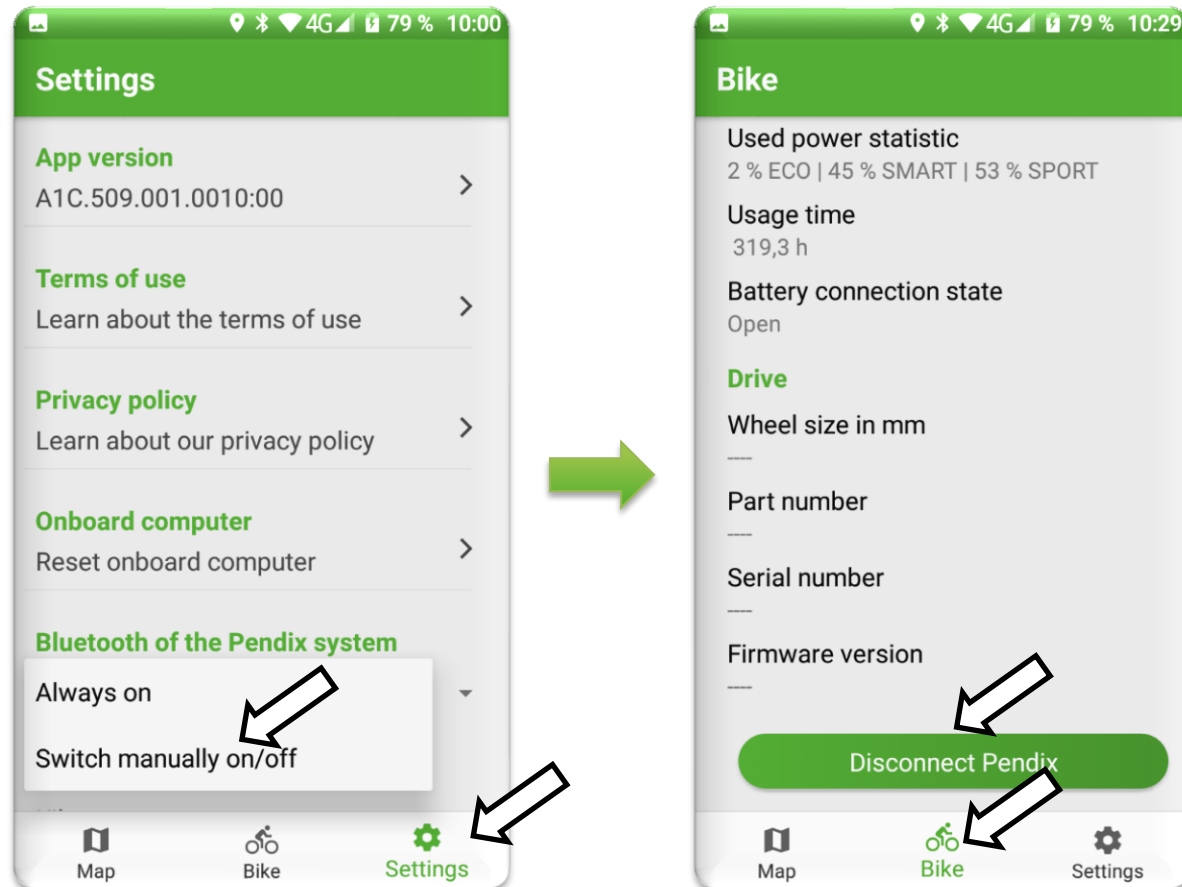 4G 79 % 10:00
Settings
App version
A1C.509.001.0010:00
Terms of use
Learn about the terms of use
Privacy policy
Learn about our privacy policy
Onboard computer
Reset onboard computer
Bluetooth of the Pendix system
Always on
Switch manually on/off
Map
Bike
Settings
4G 79 % 10:29
Bike
Used power statistic
2 % ECO | 45 % SMART | 53 % SPORT
Usage time
319,3 h
Battery connection state
Open
Drive
Wheel size in mm
----
Part number
----
Serial number
----
Firmware version
----
Disconnect Pendix
Map
Bike
Settings